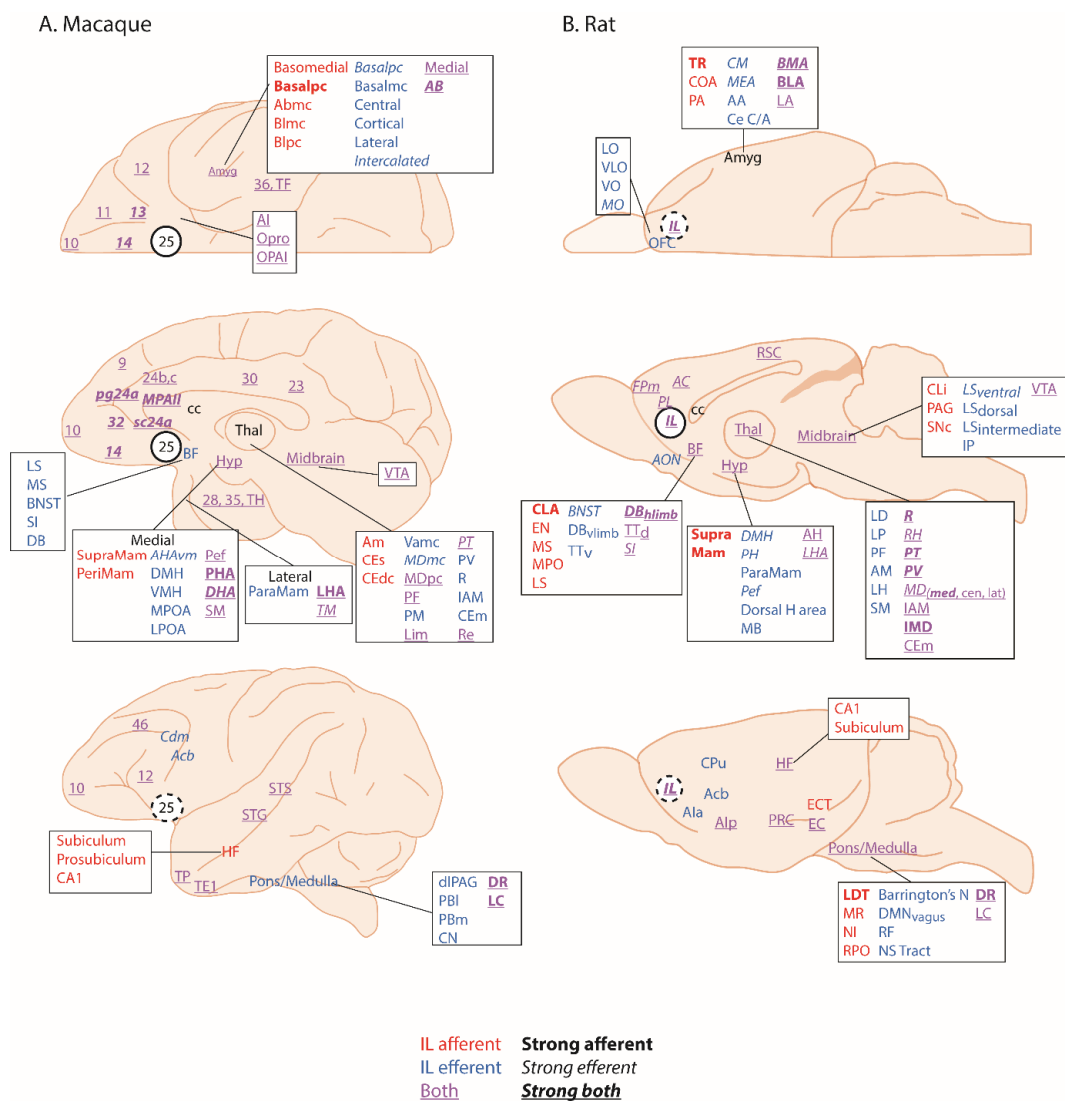 A. Macaque
B. Rat
Basomedial Basalpc Medial
Basalpc Basalmc AB
Abmc Central
Blmc Cortical
Blpc Lateral
Intercalated
Amyg
12
36, TF
11 13
10 14 25
AI
Opro
OPAI
TR CM BMA
COA MEA BLA
PA AA LA
Ce C/A
Amyg
LO
VLO
VO
MO
IL
OFC
9
24b,c 30 23
pg24a MPAll
cc
10 32 sc24a
Thal
14 25 BF
Hyp Midbrain
VTA
28, 35, TH
LS
MS
BNST
SI
DB
Medial
SupraMam AHAvm Pef
PeriMam DMH PHA
VMH DHA
MPOA SM
LPOA
Lateral
ParaMam LHA
TM
Am Vamc PT
CEs MDmc PV
CEdc MDpc R
PF IAM
PM CEm
Lim Re
RSC
FPm AC
PL
IL cc
Thal
Midbrain
BF
AON Hyp
CLi LSventral VTA
PAG LSdorsal
SNc LSintermediate
IP
CLA BNST DBhlimb
EN DBvlimb TTd
MS TTv SI
MPO
LS
Supra DMH AH
Mam PH LHA
ParaMam
Pef
Dorsal H area
MB
LD R
LP RH
PF PT
AM PV
LH MD(med, cen, lat)
SM IAM
IMD
CEm
46
Cdm
Acb
10 12
25
STS
STG
HF
TP
TE1
Pons/Medulla
Subiculum
Prosubiculum
CA1
dlPAG DR
PBl LC
PBm
CN
CA1
Subiculum
CPu HF
IL
Acb
AIa
AIp
ECT
PRC EC
Pons/Medulla
LDT Barrington's N DR
MR DMNvagus LC
NI RF
RPO NS Tract
IL afferent Strong afferent
IL efferent Strong efferent
Both Strong both